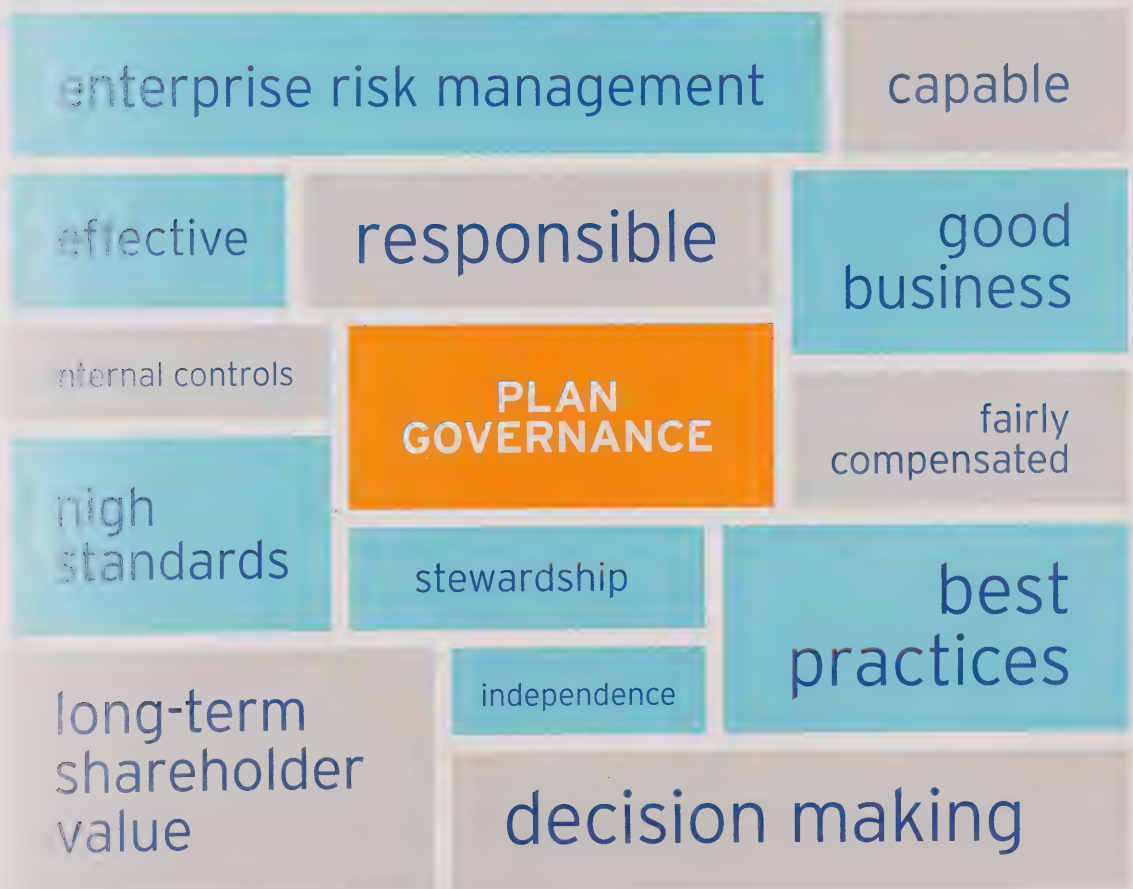 enterprise risk management
capable
effective
responsible
good
business
internal controls
PLAN
GOVERNANCE
fairly
compensated
high
standards
stewardship
best
practices
independence
long-term
shareholder
value
decision making